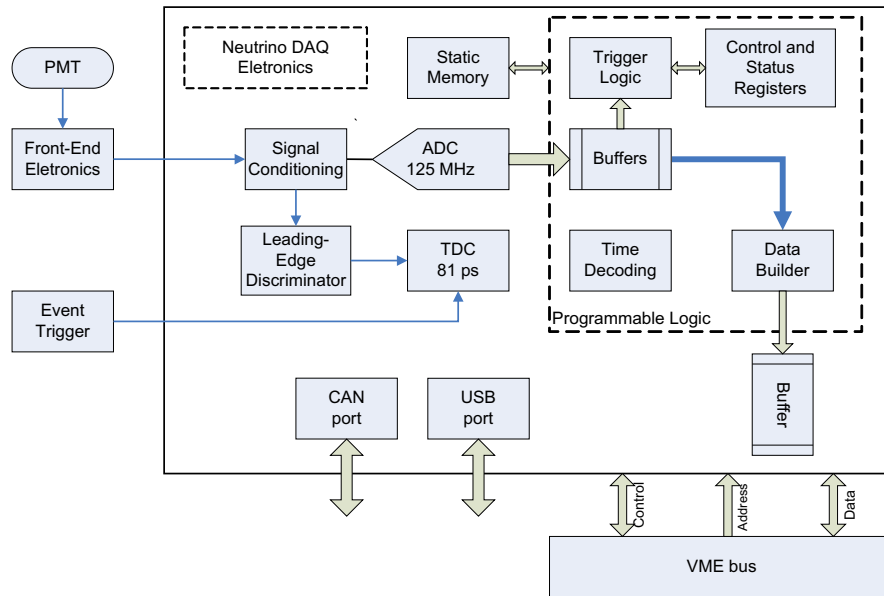 Neutrino DAQ
Eletronics
PMT
Static
Memory
Trigger
Logic
Control and
Status
Registers
Front-End
Eletronics
Signal
Conditioning
ADC
125 MHz
Buffers
Leading-
Edge
Discriminator
TDC
81 ps
Time
Decoding
Data
Builder
Event
Trigger
Programmable Logic
CAN
port
USB
port
Buffer
Control
Address
Data
VME bus